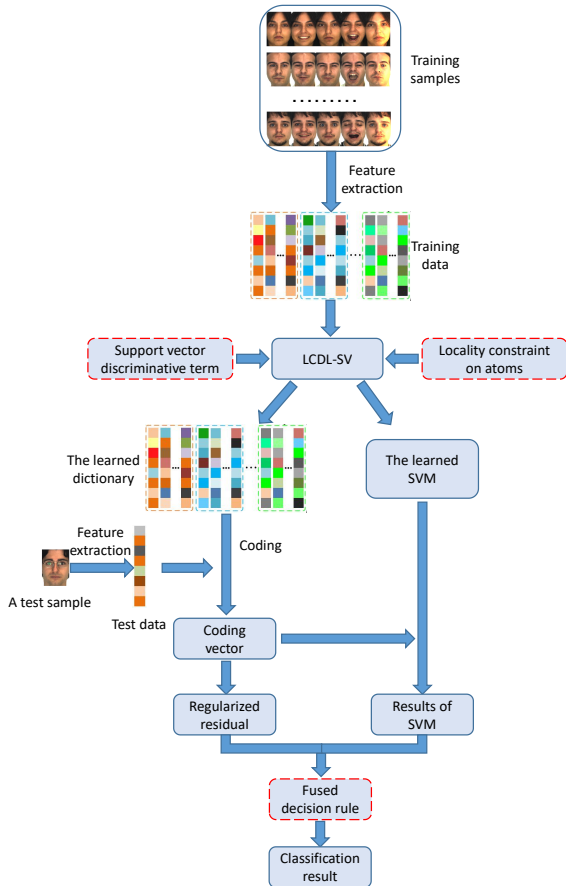 Training
samples
Feature
extraction
Training
data
Support vector
discriminative term
LCDL-SV
Locality constraint
on atoms
The learned
dictionary
The learned
SVM
Feature
extraction
Coding
A test sample
Test data
Coding
vector
Regularized
residual
Results of
SVM
Fused
decision rule
Classification
result